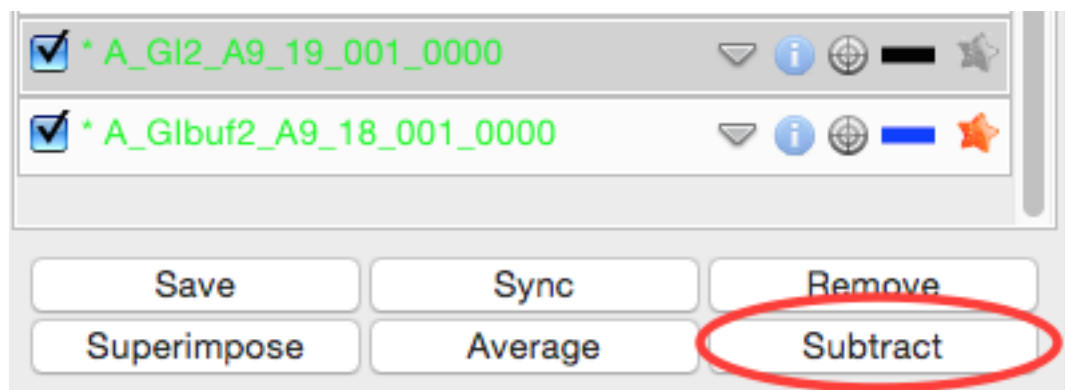 * A_GI2_A9_19_001_0000
i
* A_GIbuf2_A9_18_001_0000
i
Save Sync Remove
Superimpose Average Subtract